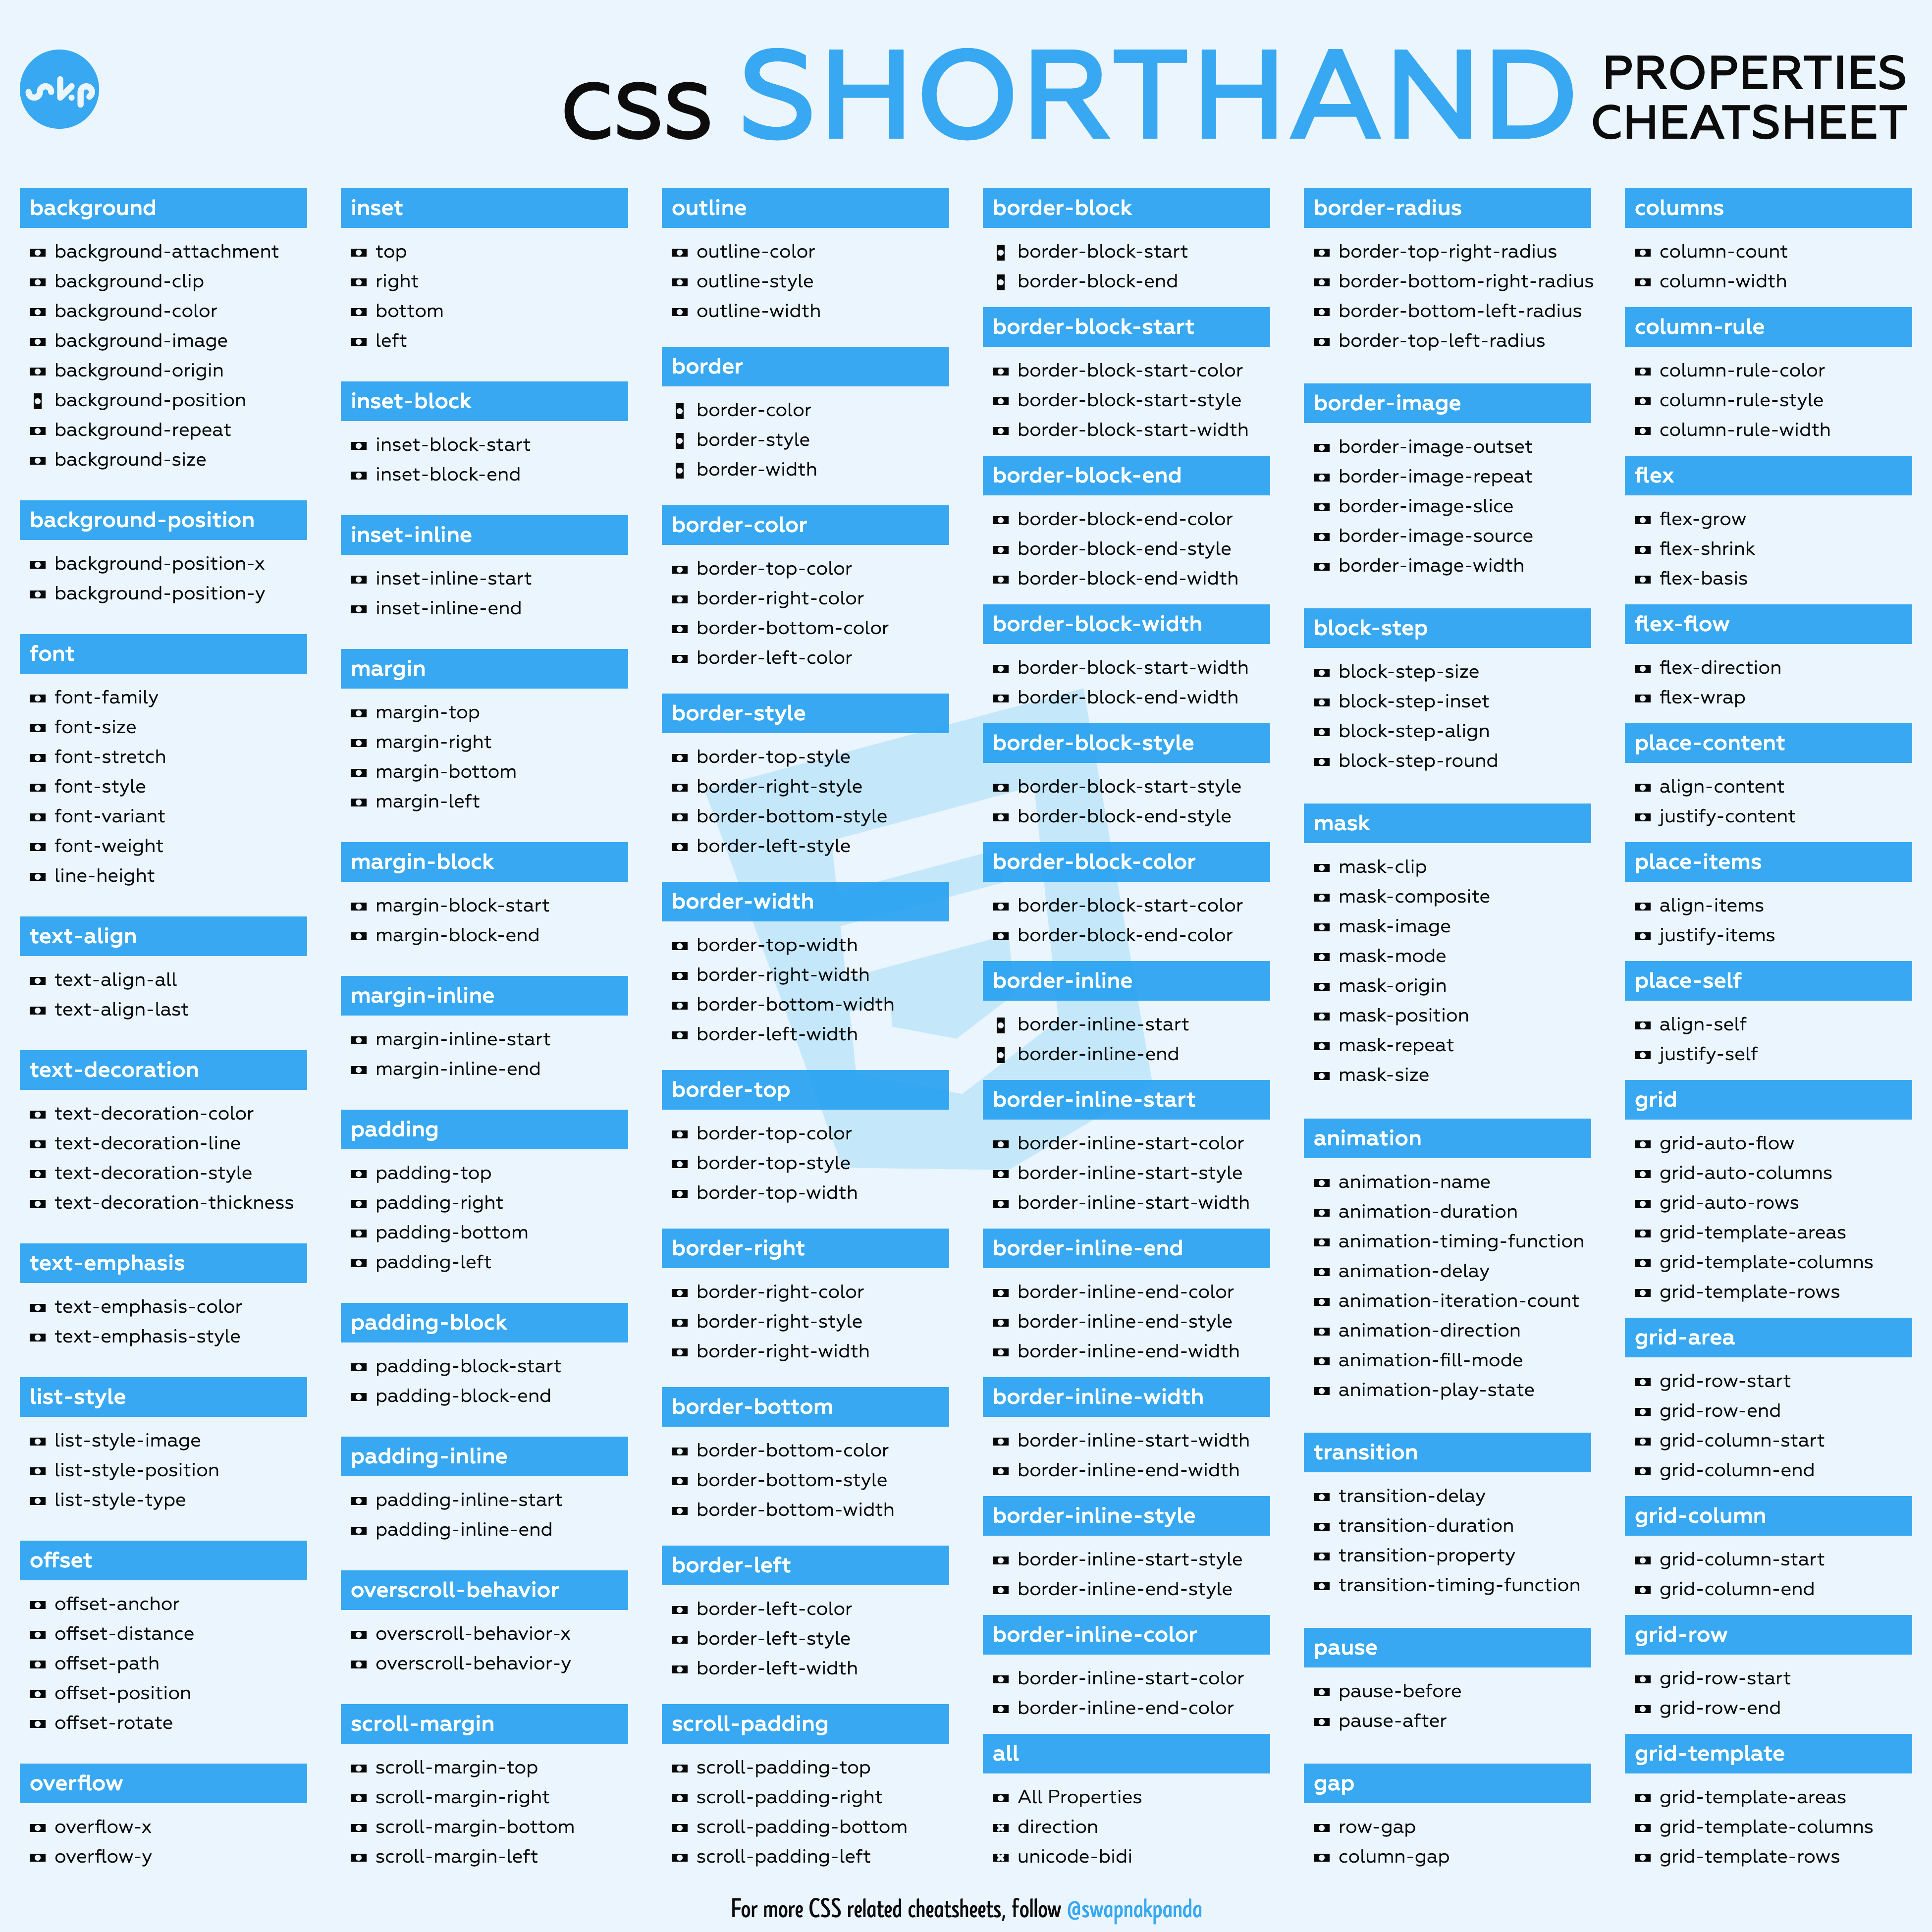 skp
CSS SHORTHAND PROPERTIES CHEATSHEET
background
background-attachment
background-clip
background-color
background-image
background-origin
background-position
background-repeat
background-size
background-position
background-position-x
background-position-y
font
font-family
font-size
font-stretch
font-style
font-variant
font-weight
line-height
text-align
text-align-all
text-align-last
text-decoration
text-decoration-color
text-decoration-line
text-decoration-style
text-decoration-thickness
text-emphasis
text-emphasis-color
text-emphasis-style
list-style
list-style-image
list-style-position
list-style-type
offset
offset-anchor
offset-distance
offset-path
offset-position
offset-rotate
overflow
overflow-x
overflow-y
inset
top
right
bottom
left
inset-block
inset-block-start
inset-block-end
inset-inline
inset-inline-start
inset-inline-end
margin
margin-top
margin-right
margin-bottom
margin-left
margin-block
margin-block-start
margin-block-end
margin-inline
margin-inline-start
margin-inline-end
padding
padding-top
padding-right
padding-bottom
padding-left
padding-block
padding-block-start
padding-block-end
padding-inline
padding-inline-start
padding-inline-end
overscroll-behavior
overscroll-behavior-x
overscroll-behavior-y
scroll-margin
scroll-margin-top
scroll-margin-right
scroll-margin-bottom
scroll-margin-left
outline
outline-color
outline-style
outline-width
border
border-color
border-style
border-width
border-color
border-top-color
border-right-color
border-bottom-color
border-left-color
border-style
border-top-style
border-right-style
border-bottom-style
border-left-style
border-width
border-top-width
border-right-width
border-bottom-width
border-left-width
border-top
border-top-color
border-top-style
border-top-width
border-right
border-right-color
border-right-style
border-right-width
border-bottom
border-bottom-color
border-bottom-style
border-bottom-width
border-left
border-left-color
border-left-style
border-left-width
scroll-padding
scroll-padding-top
scroll-padding-right
scroll-padding-bottom
scroll-padding-left
border-block
border-block-start
border-block-end
border-block-start
border-block-start-color
border-block-start-style
border-block-start-width
border-block-end
border-block-end-color
border-block-end-style
border-block-end-width
border-block-width
border-block-start-width
border-block-end-width
border-block-style
border-block-start-style
border-block-end-style
border-block-color
border-block-start-color
border-block-end-color
border-inline
border-inline-start
border-inline-end
border-inline-start
border-inline-start-color
border-inline-start-style
border-inline-start-width
border-inline-end
border-inline-end-color
border-inline-end-style
border-inline-end-width
border-inline-width
border-inline-start-width
border-inline-end-width
border-inline-style
border-inline-start-style
border-inline-end-style
border-inline-color
border-inline-start-color
border-inline-end-color
all
All Properties
direction
unicode-bidi
border-radius
border-top-right-radius
border-bottom-right-radius
border-bottom-left-radius
border-top-left-radius
border-image
border-image-outset
border-image-repeat
border-image-slice
border-image-source
border-image-width
block-step
block-step-size
block-step-inset
block-step-align
block-step-round
mask
mask-clip
mask-composite
mask-image
mask-mode
mask-origin
mask-position
mask-repeat
mask-size
animation
animation-name
animation-duration
animation-timing-function
animation-delay
animation-iteration-count
animation-direction
animation-fill-mode
animation-play-state
transition
transition-delay
transition-duration
transition-property
transition-timing-function
pause
pause-before
pause-after
gap
row-gap
column-gap
columns
column-count
column-width
column-rule
column-rule-color
column-rule-style
column-rule-width
flex
flex-grow
flex-shrink
flex-basis
flex-flow
flex-direction
flex-wrap
place-content
align-content
justify-content
place-items
align-items
justify-items
place-self
align-self
justify-self
grid
grid-auto-flow
grid-auto-columns
grid-auto-rows
grid-template-areas
grid-template-columns
grid-template-rows
grid-area
grid-row-start
grid-row-end
grid-column-start
grid-column-end
grid-column
grid-column-start
grid-column-end
grid-row
grid-row-start
grid-row-end
grid-template
grid-template-areas
grid-template-columns
grid-template-rows
For more CSS related cheatsheets, follow @swapnakpanda